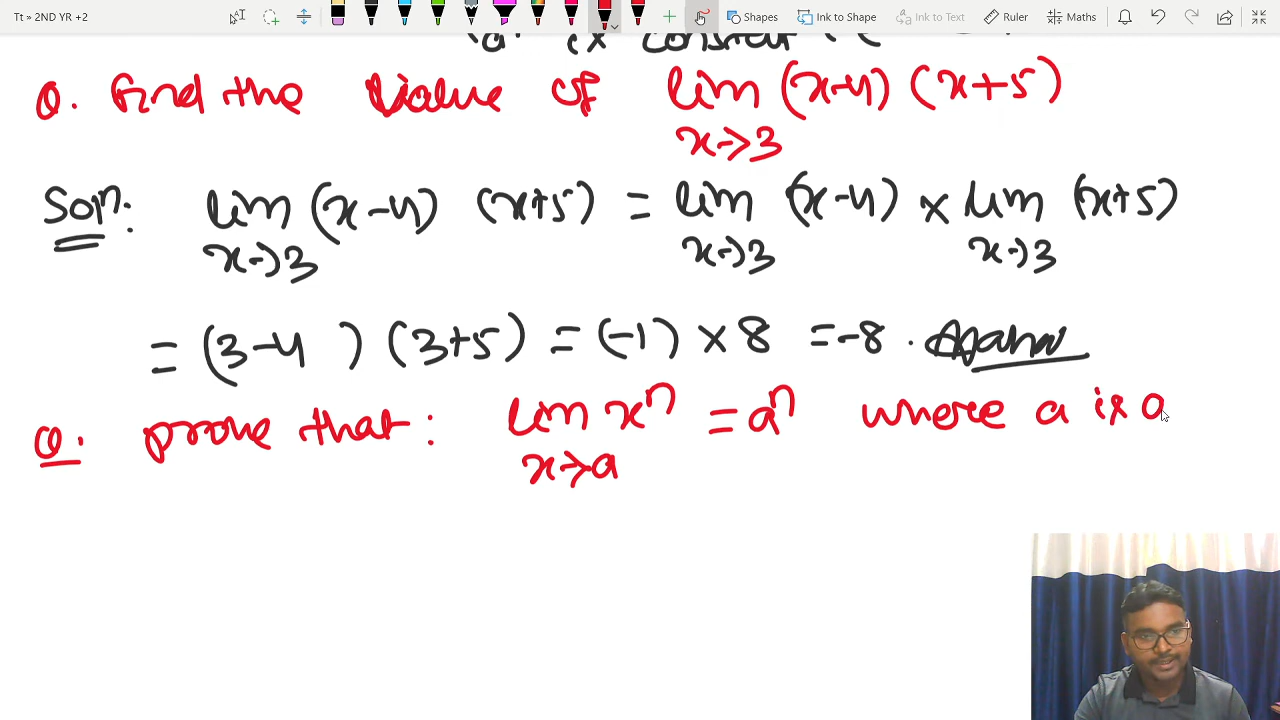 Tt » 2ND YR +2
Shapes Ink to Shape Ink to Text Ruler Maths
is constant
Q. Find the Value of lim (x-4) (x+5)
x->3
Soln: lim (x-4) (x+5) = lim (x-4) × lim (x+5)
x->3 x->3 x->3
= (3-4) (3+5) = (-1) × 8 = -8.
Q. prove that: lim xⁿ = aⁿ where a is a
x->a